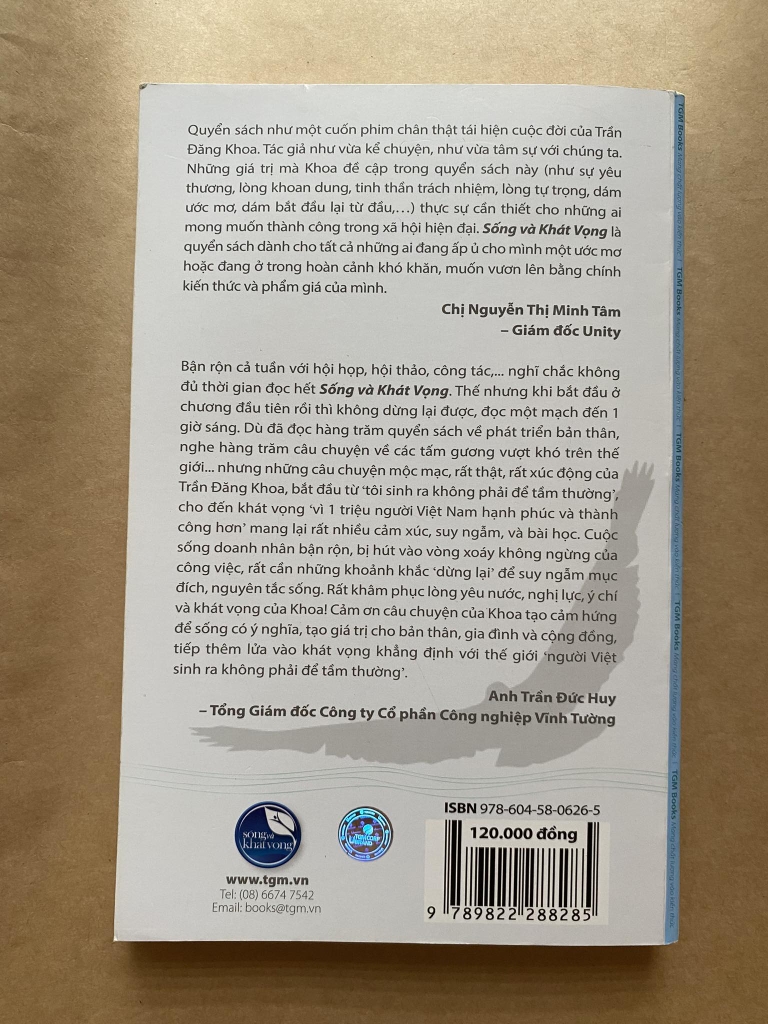 Quyển sách như một cuốn phim chân thật tái hiện cuộc đời của Trần
Đăng Khoa. Tác giả như vừa kể chuyện, như vừa tâm sự với chúng ta.
Những giá trị mà Khoa đề cập trong quyển sách này (như sự yêu
thương, lòng khoan dung, tinh thần trách nhiệm, lòng tự trọng, dám
ước mơ, dám bắt đầu lại từ đầu,...) thực sự cần thiết cho những ai
mong muốn thành công trong xã hội hiện đại. Sống và Khát Vọng là
quyển sách dành cho tất cả những ai đang ấp ủ cho mình một ước mơ
hoặc đang ở trong hoàn cảnh khó khăn, muốn vươn lên bằng chính
kiến thức và phẩm giá của mình.
Chị Nguyễn Thị Minh Tâm
– Giám đốc Unity
Bận rộn cả tuần với hội họp, hội thảo, công tác,... nghĩ chắc không
đủ thời gian đọc hết Sống và Khát Vọng. Thế nhưng khi bắt đầu ở
chương đầu tiên rồi thì không dừng lại được, đọc một mạch đến 1
giờ sáng. Dù đã đọc hàng trăm quyển sách về phát triển bản thân,
nghe hàng trăm câu chuyện về các tấm gương vượt khó trên thế
giới... nhưng những câu chuyện mộc mạc, rất thật, rất xúc động của
Trần Đăng Khoa, bắt đầu từ 'tôi sinh ra không phải để tầm thường',
cho đến khát vọng 'vì 1 triệu người Việt Nam hạnh phúc và thành
công hơn' mang lại rất nhiều cảm xúc, suy ngẫm, và bài học. Cuộc
sống doanh nhân bận rộn, bị hút vào vòng xoáy không ngừng của
công việc, rất cần những khoảnh khắc 'dừng lại' để suy ngẫm mục
đích, nguyên tắc sống. Rất khâm phục lòng yêu nước, nghị lực, ý chí
và khát vọng của Khoa! Cảm ơn câu chuyện của Khoa tạo cảm hứng
để sống có ý nghĩa, tạo giá trị cho bản thân, gia đình và cộng đồng,
tiếp thêm lửa vào khát vọng khẳng định với thế giới 'người Việt
sinh ra không phải để tầm thường'.
Anh Trần Đức Huy
– Tổng Giám đốc Công ty Cổ phần Công nghiệp Vĩnh Tường
sống và
khát vọng
www.tgm.vn
Tel: (08) 6674 7542
Email: books@tgm.vn
TGM CORP
BRAND
ISBN 978-604-58-0626-5
120.000 đồng
9 789822 288285
TGM Books
TGM Books
TGM Books
TGM Books
TGM Books